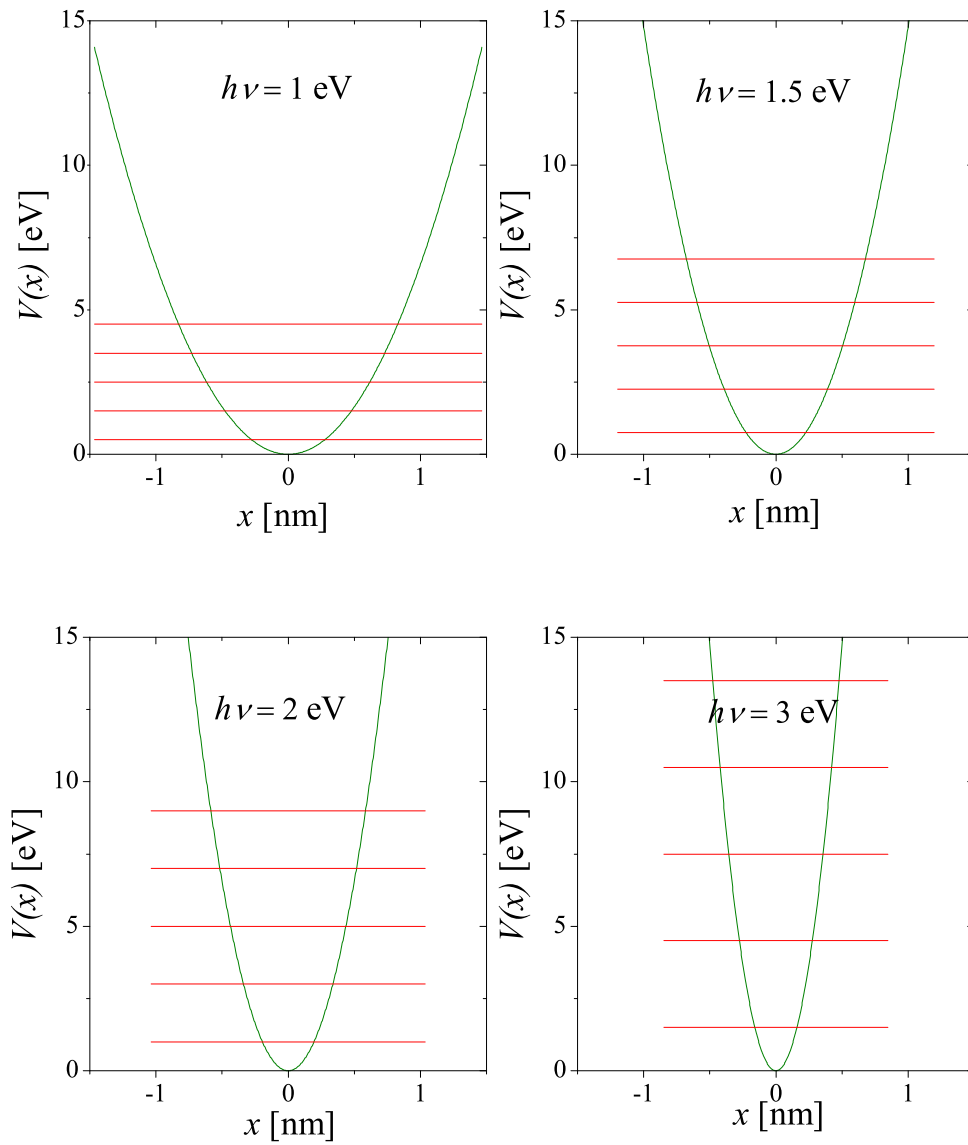 15
10
5
0
V(x) [eV]
hν = 1 eV
-1 0 1
x [nm]
15
10
5
0
V(x) [eV]
hν = 1.5 eV
-1 0 1
x [nm]
15
10
5
0
V(x) [eV]
hν = 2 eV
-1 0 1
x [nm]
15
10
5
0
V(x) [eV]
hν = 3 eV
-1 0 1
x [nm]